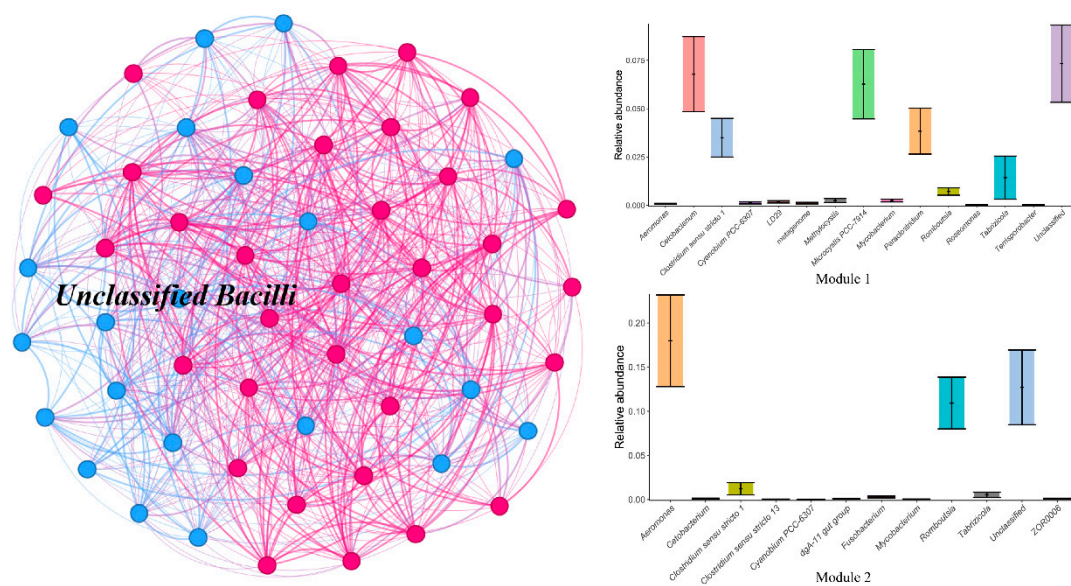 Unclassified Bacilli
Relative abundance
0.075
0.050
0.025
0.000
Aeromonas
Cetobacterium
Clostridium sensu stricto 1
Cyanobium PCC-6307
LD29
metagenome
Methylocystis
Microcystis PCC-7914
Mycobacterium
Paraclostridium
Romboutsia
Roseomonas
Tabrizicola
Terrisporobacter
Unclassified
Module 1
Relative abundance
0.20
0.15
0.10
0.05
0.00
Aeromonas
Cetobacterium
Clostridium sensu stricto 1
Clostridium sensu stricto 13
Cyanobium PCC-6307
dgA-11 gut group
Fusobacterium
Mycobacterium
Romboutsia
Tabrizicola
Unclassified
ZOR0006
Module 2